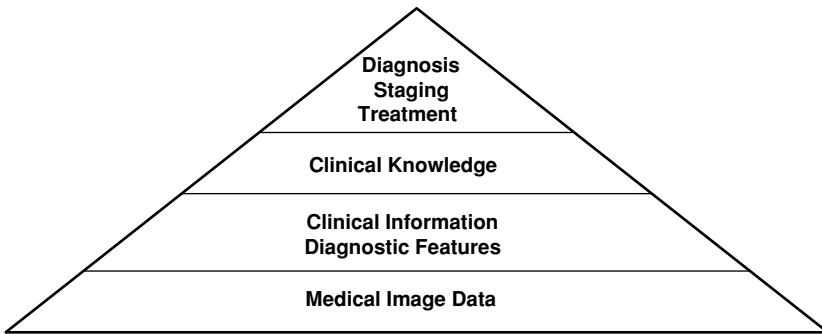 Diagnosis
Staging
Treatment
Clinical Knowledge
Clinical Information
Diagnostic Features
Medical Image Data